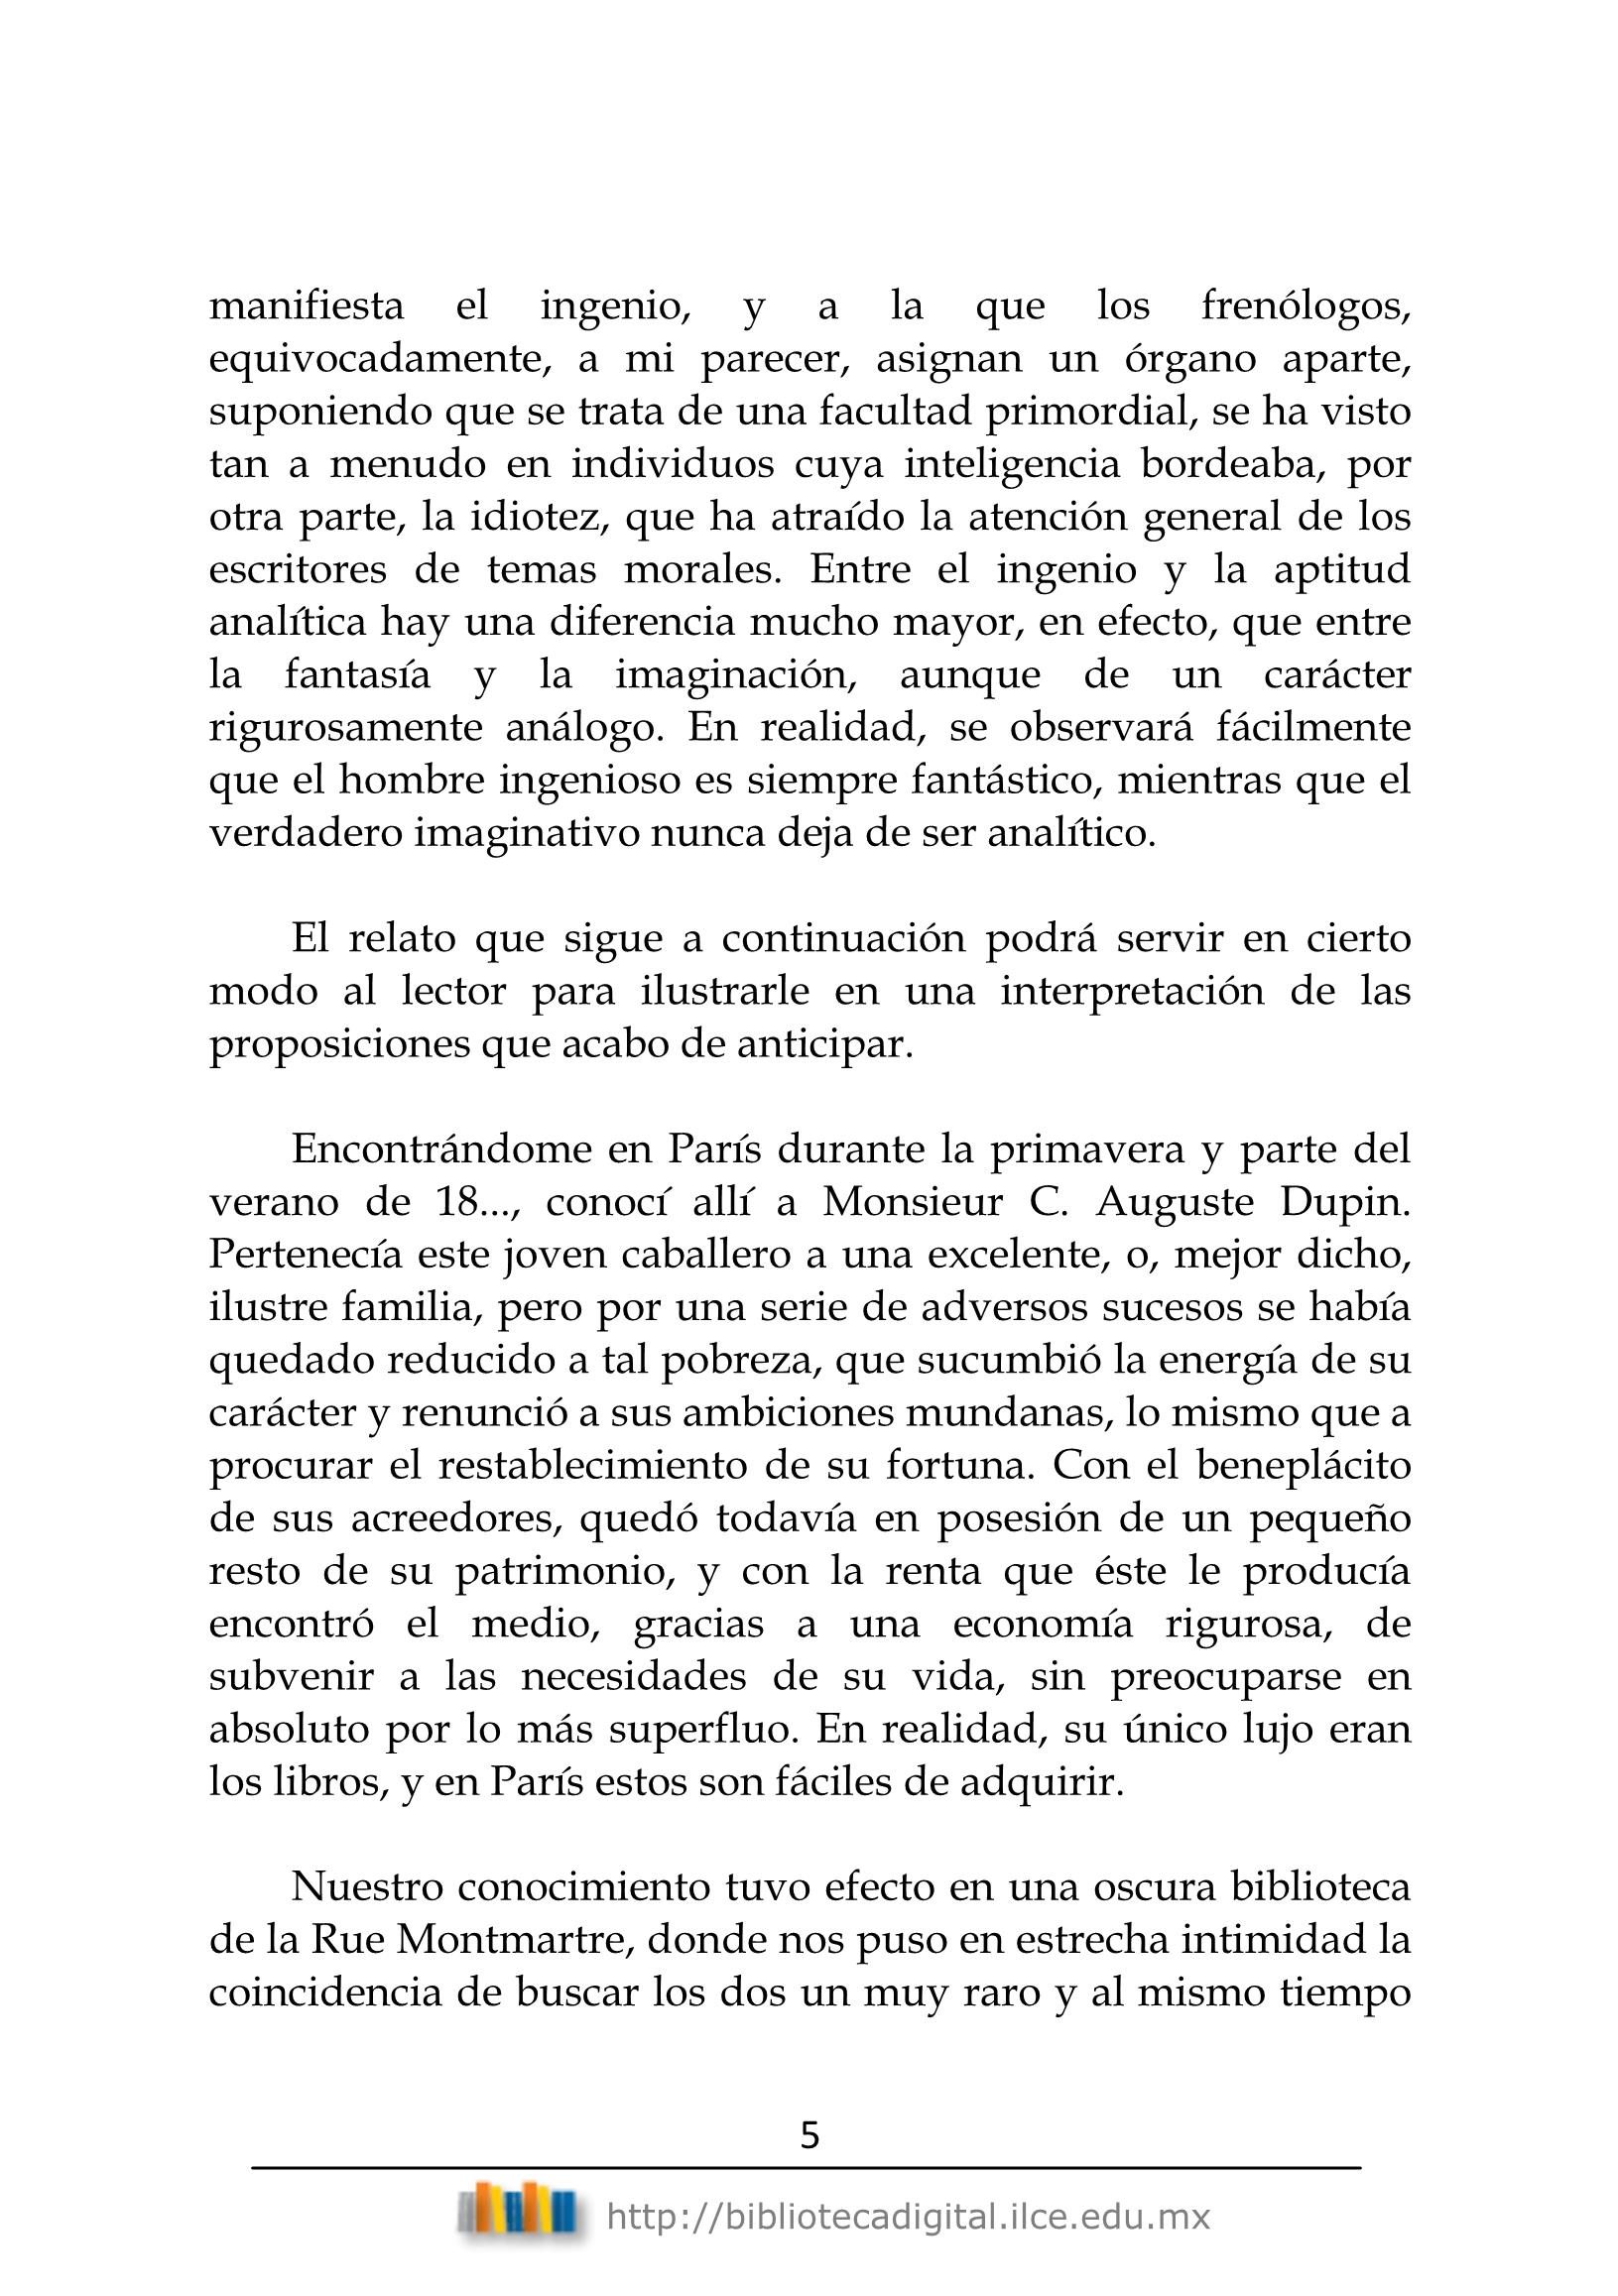 manifiesta el ingenio, y a la que los frenólogos,
equivocadamente, a mi parecer, asignan un órgano aparte,
suponiendo que se trata de una facultad primordial, se ha visto
tan a menudo en individuos cuya inteligencia bordeaba, por
otra parte, la idiotez, que ha atraído la atención general de los
escritores de temas morales. Entre el ingenio y la aptitud
analítica hay una diferencia mucho mayor, en efecto, que entre
la fantasía y la imaginación, aunque de un carácter
rigurosamente análogo. En realidad, se observará fácilmente
que el hombre ingenioso es siempre fantástico, mientras que el
verdadero imaginativo nunca deja de ser analítico.
El relato que sigue a continuación podrá servir en cierto
modo al lector para ilustrarle en una interpretación de las
proposiciones que acabo de anticipar.
Encontrándome en París durante la primavera y parte del
verano de 18..., conocí allí a Monsieur C. Auguste Dupin.
Pertenecía este joven caballero a una excelente, o, mejor dicho,
ilustre familia, pero por una serie de adversos sucesos se había
quedado reducido a tal pobreza, que sucumbió la energía de su
carácter y renunció a sus ambiciones mundanas, lo mismo que a
procurar el restablecimiento de su fortuna. Con el beneplácito
de sus acreedores, quedó todavía en posesión de un pequeño
resto de su patrimonio, y con la renta que éste le producía
encontró el medio, gracias a una economía rigurosa, de
subvenir a las necesidades de su vida, sin preocuparse en
absoluto por lo más superfluo. En realidad, su único lujo eran
los libros, y en París estos son fáciles de adquirir.
Nuestro conocimiento tuvo efecto en una oscura biblioteca
de la Rue Montmartre, donde nos puso en estrecha intimidad la
coincidencia de buscar los dos un muy raro y al mismo tiempo
5
http://bibliotecadigital.ilce.edu.mx